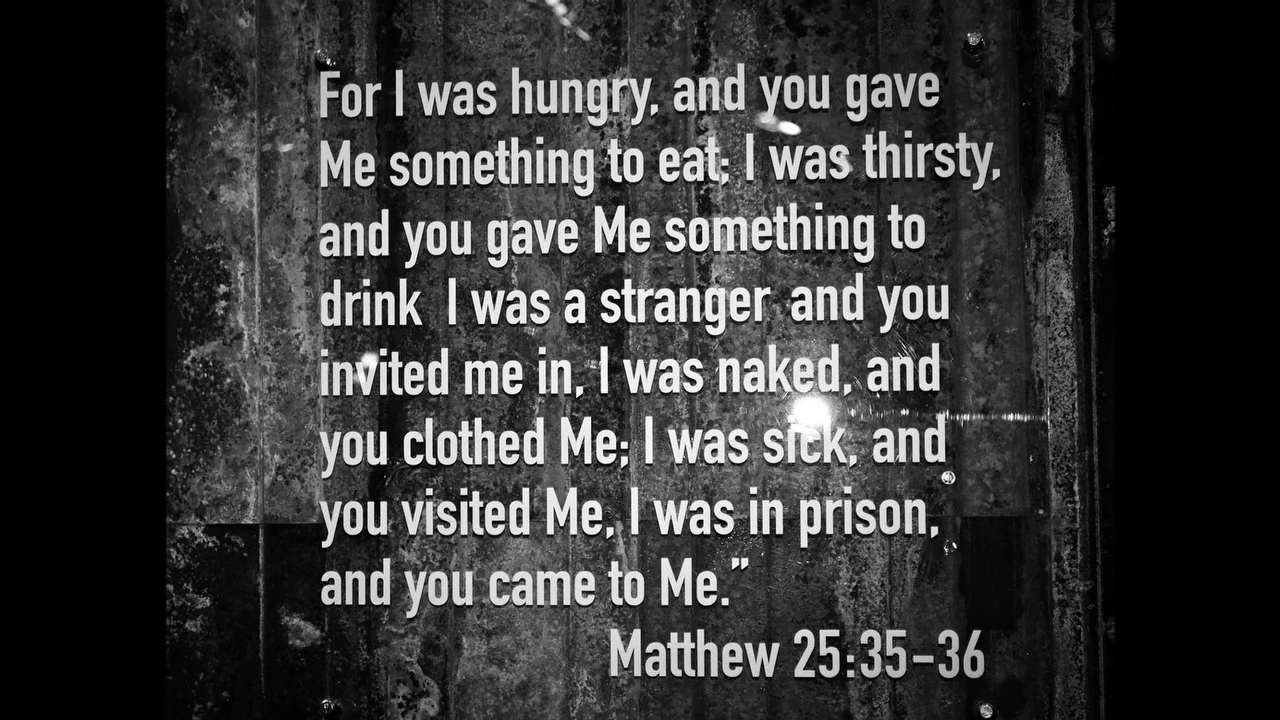 For I was hungry, and you gave
Me something to eat; I was thirsty,
and you gave Me something to
drink I was a stranger and you
invited me in, I was naked, and
you clothed Me; I was sick, and
you visited Me, I was in prison,
and you came to Me.”
Matthew 25:35–36